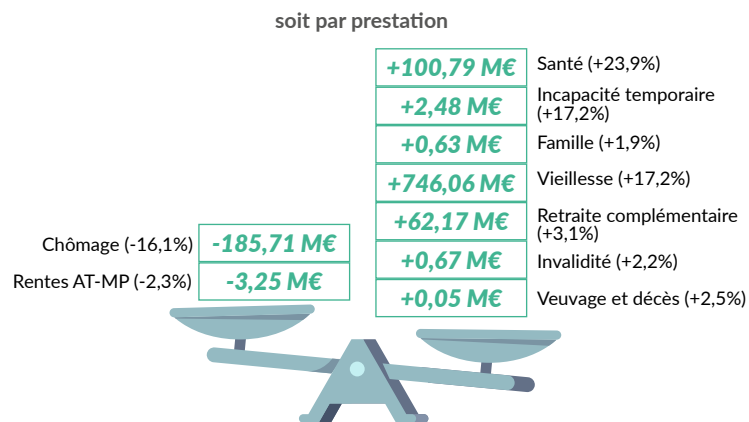 soit par prestation
+100,79 M€ Santé (+23,9%)
+2,48 M€ Incapacité temporaire
(+17,2%)
+0,63 M€ Famille (+1,9%)
+746,06 M€ Vieillesse (+17,2%)
+62,17 M€ Retraite complémentaire
(+3,1%)
Chômage (-16,1%) -185,71 M€
+0,67 M€ Invalidité (+2,2%)
Rentes AT-MP (-2,3%) -3,25 M€
+0,05 M€ Veuvage et décès (+2,5%)